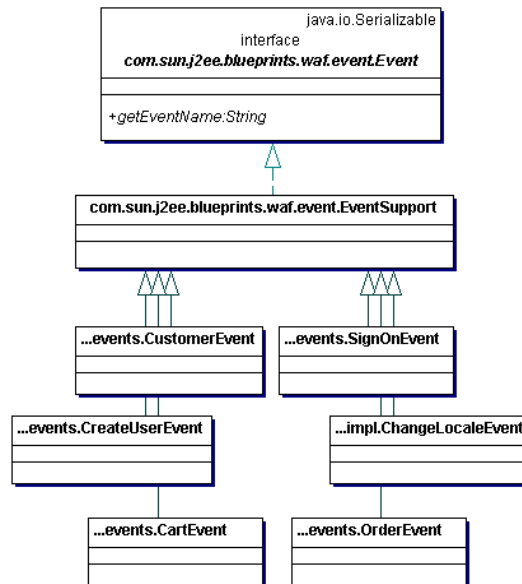 java.io.Serializable
interface
com.sun.j2ee.blueprints.waf.event.Event
+getEventName:String
com.sun.j2ee.blueprints.waf.event.EventSupport
...events.CustomerEvent
...events.SignOnEvent
...events.CreateUserEvent
...impl.ChangeLocaleEvent
...events.CartEvent
...events.OrderEvent